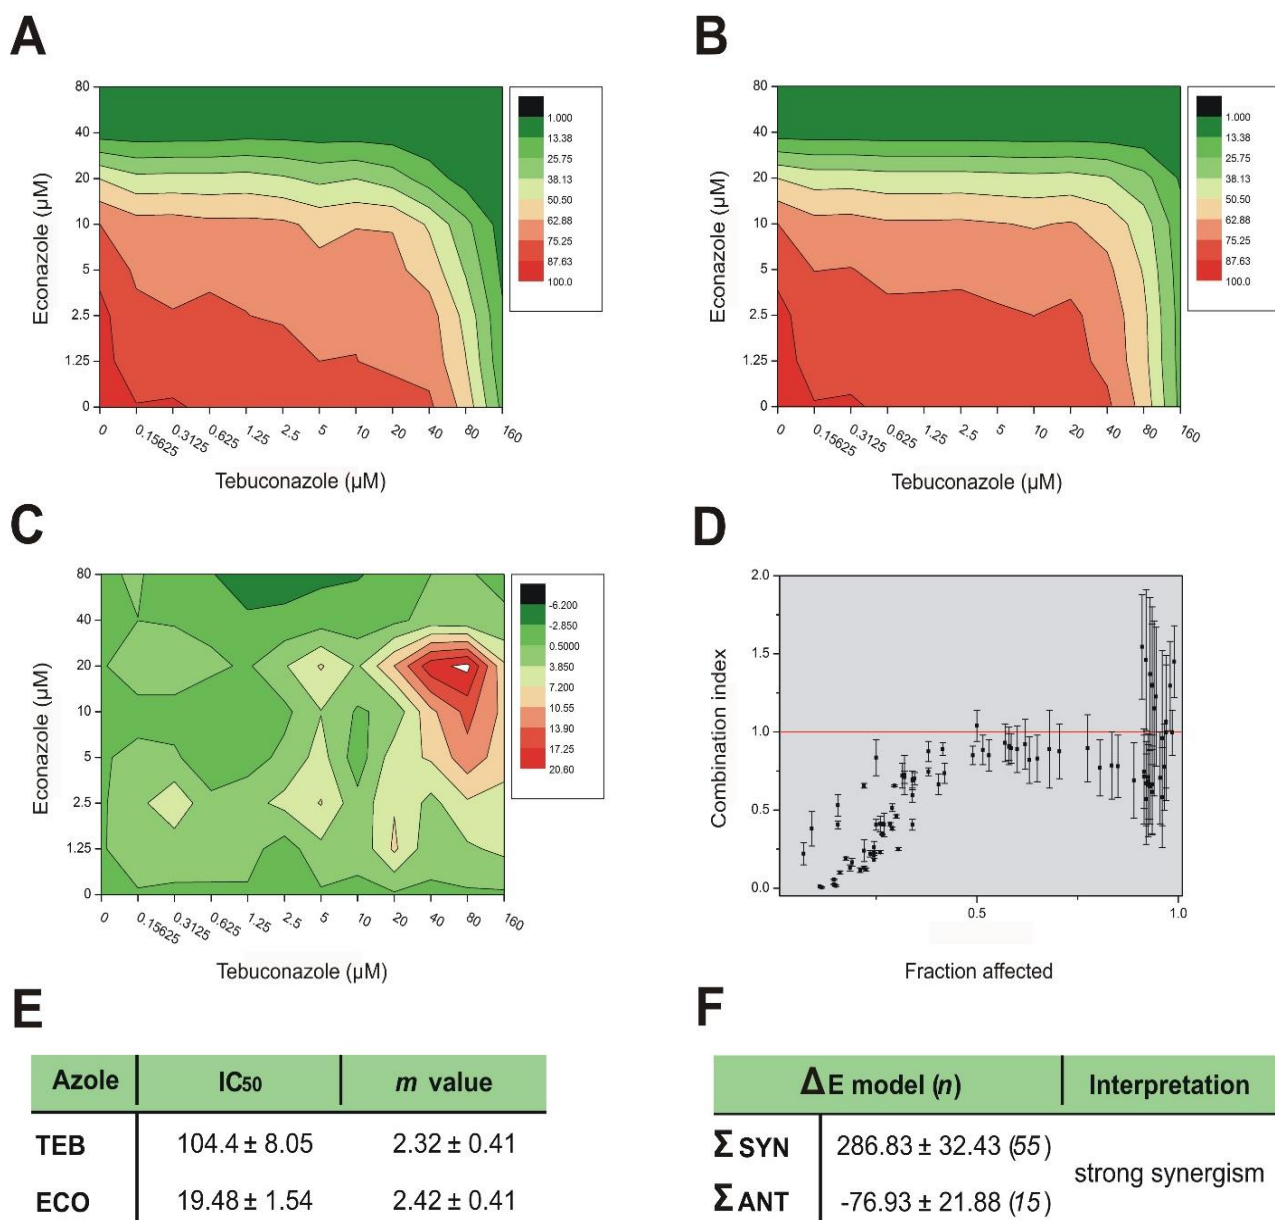 A
B
80
40
20
10
5
2.5
1.25
0
Econazole (µM)
0 0.15625 0.3125 0.625 1.25 2.5 5 10 20 40 80 160
Tebuconazole (µM)
1.000
13.38
25.75
38.13
50.50
62.88
75.25
87.63
100.0
80
40
20
10
5
2.5
1.25
0
Econazole (µM)
0 0.15625 0.3125 0.625 1.25 2.5 5 10 20 40 80 160
Tebuconazole (µM)
1.000
13.38
25.75
38.13
50.50
62.88
75.25
87.63
100.0
C
D
80
40
20
10
5
2.5
1.25
0
Econazole (µM)
0 0.15625 0.3125 0.625 1.25 2.5 5 10 20 40 80 160
Tebuconazole (µM)
-6.200
-2.850
0.5000
3.850
7.200
10.55
13.90
17.25
20.60
2.0
1.5
1.0
0.5
0.0
Combination index
0.5 1.0
Fraction affected
E
F
Azole IC50 m value
TEB 104.4 ± 8.05 2.32 ± 0.41
ECO 19.48 ± 1.54 2.42 ± 0.41
ΔE model (n) Interpretation
Σ SYN 286.83 ± 32.43 (55)
strong synergism
Σ ANT -76.93 ± 21.88 (15)